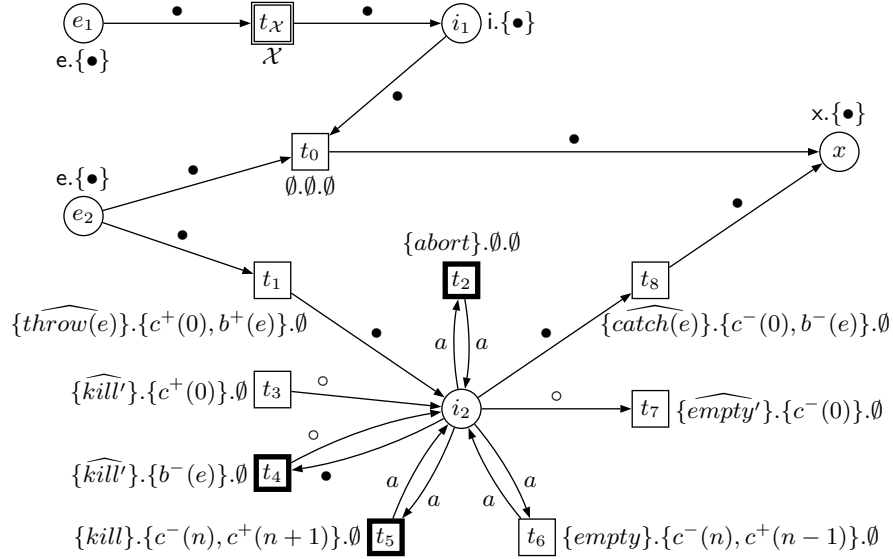 e₁ • t_𝒳 • i₁ i.{•}
e.{•} 𝒳
•
x.{•}
e.{•} • t₀ • x
∅.∅.∅
e₂ •
• {abort}.∅.∅
t₁ t₂ t₈
{throw(e)}.{c⁺(0), b⁺(e)}.∅ • a a • {catch(e)}.{c⁻(0), b⁻(e)}.∅
{kill′}.{c⁺(0)}.∅ t₃ ∘ i₂ ∘ t₇ {empty′}.{c⁻(0)}.∅
∘
{kill′}.{b⁻(e)}.∅ t₄ • a a a a
{kill}.{c⁻(n), c⁺(n + 1)}.∅ t₅ t₆ {empty}.{c⁻(n), c⁺(n − 1)}.∅